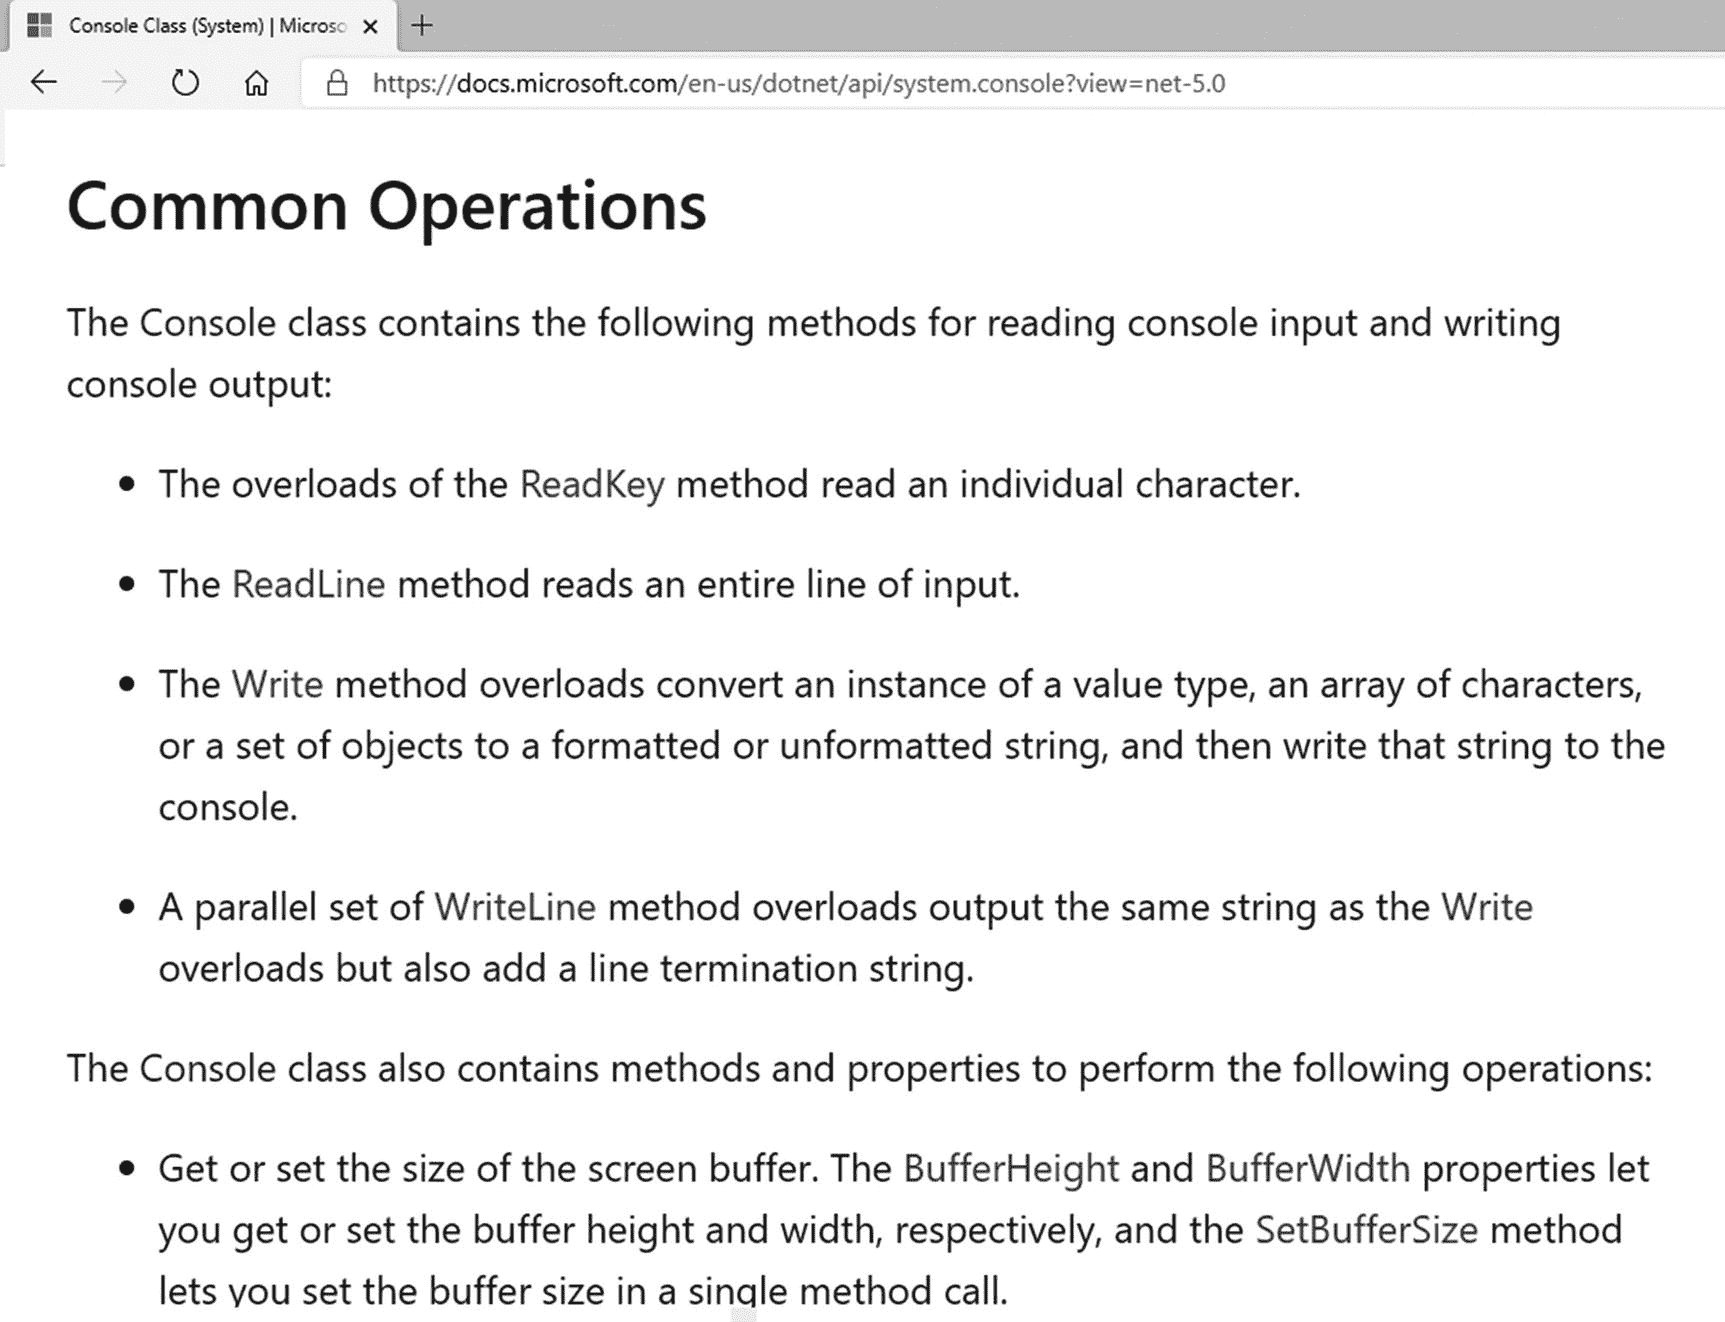 Console Class (System) | Microso
https://docs.microsoft.com/en-us/dotnet/api/system.console?view=net-5.0
Common Operations
The Console class contains the following methods for reading console input and writing
console output:
• The overloads of the ReadKey method read an individual character.
• The ReadLine method reads an entire line of input.
• The Write method overloads convert an instance of a value type, an array of characters,
or a set of objects to a formatted or unformatted string, and then write that string to the
console.
• A parallel set of WriteLine method overloads output the same string as the Write
overloads but also add a line termination string.
The Console class also contains methods and properties to perform the following operations:
• Get or set the size of the screen buffer. The BufferHeight and BufferWidth properties let
you get or set the buffer height and width, respectively, and the SetBufferSize method
lets you set the buffer size in a single method call.